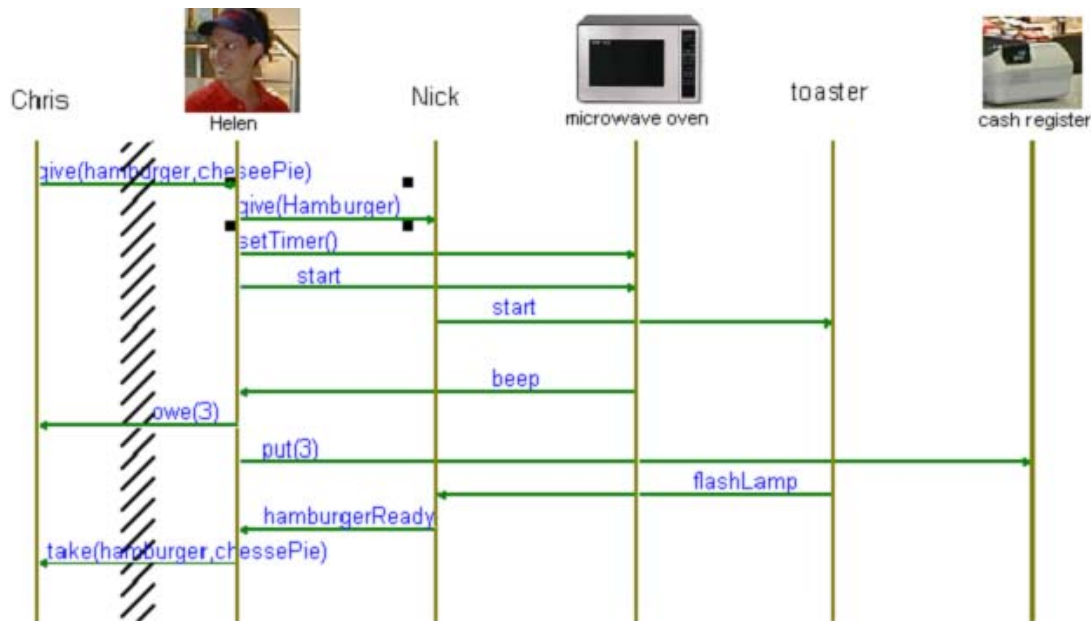 Chris
Helen
Nick
microwave oven
toaster
cash register
give(hamburger,cheseePie)
give(Hamburger)
setTimer()
start
start
beep
owe(3)
put(3)
flashLamp
hamburgerReady
take(hamburger,chessePie)